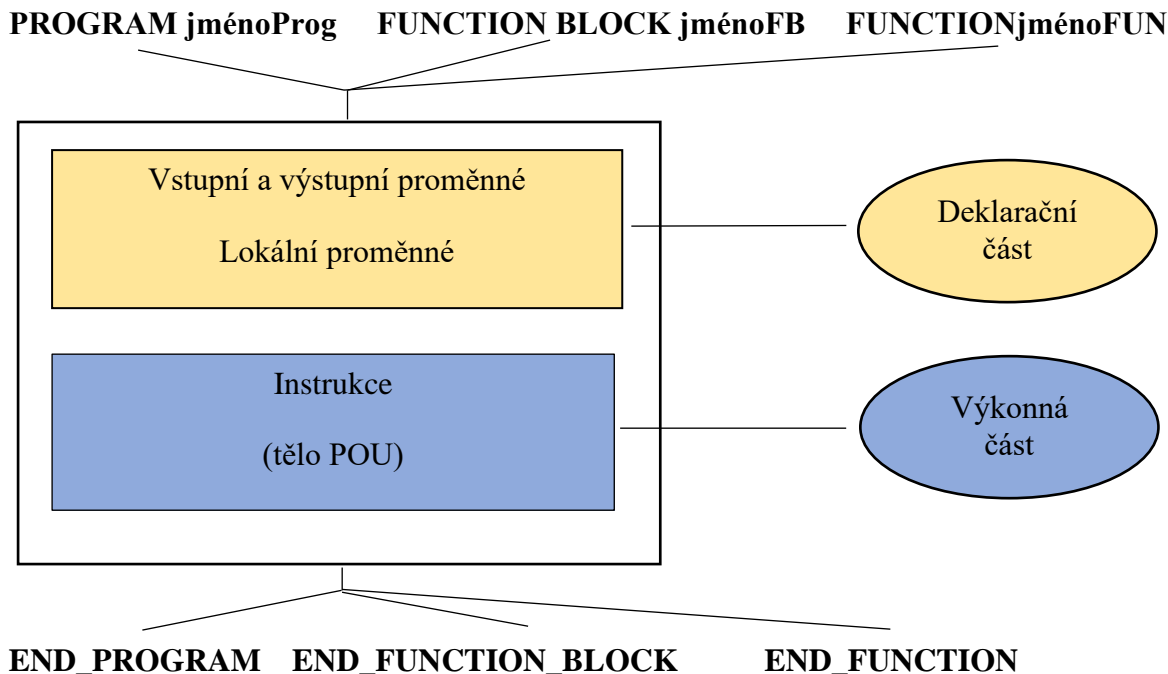 PROGRAM jménoProg FUNCTION BLOCK jménoFB FUNCTIONjménoFUN
Vstupní a výstupní proměnné
Lokální proměnné
Deklarační
část
Instrukce
(tělo POU)
Výkonná
část
END_PROGRAM END_FUNCTION_BLOCK END_FUNCTION